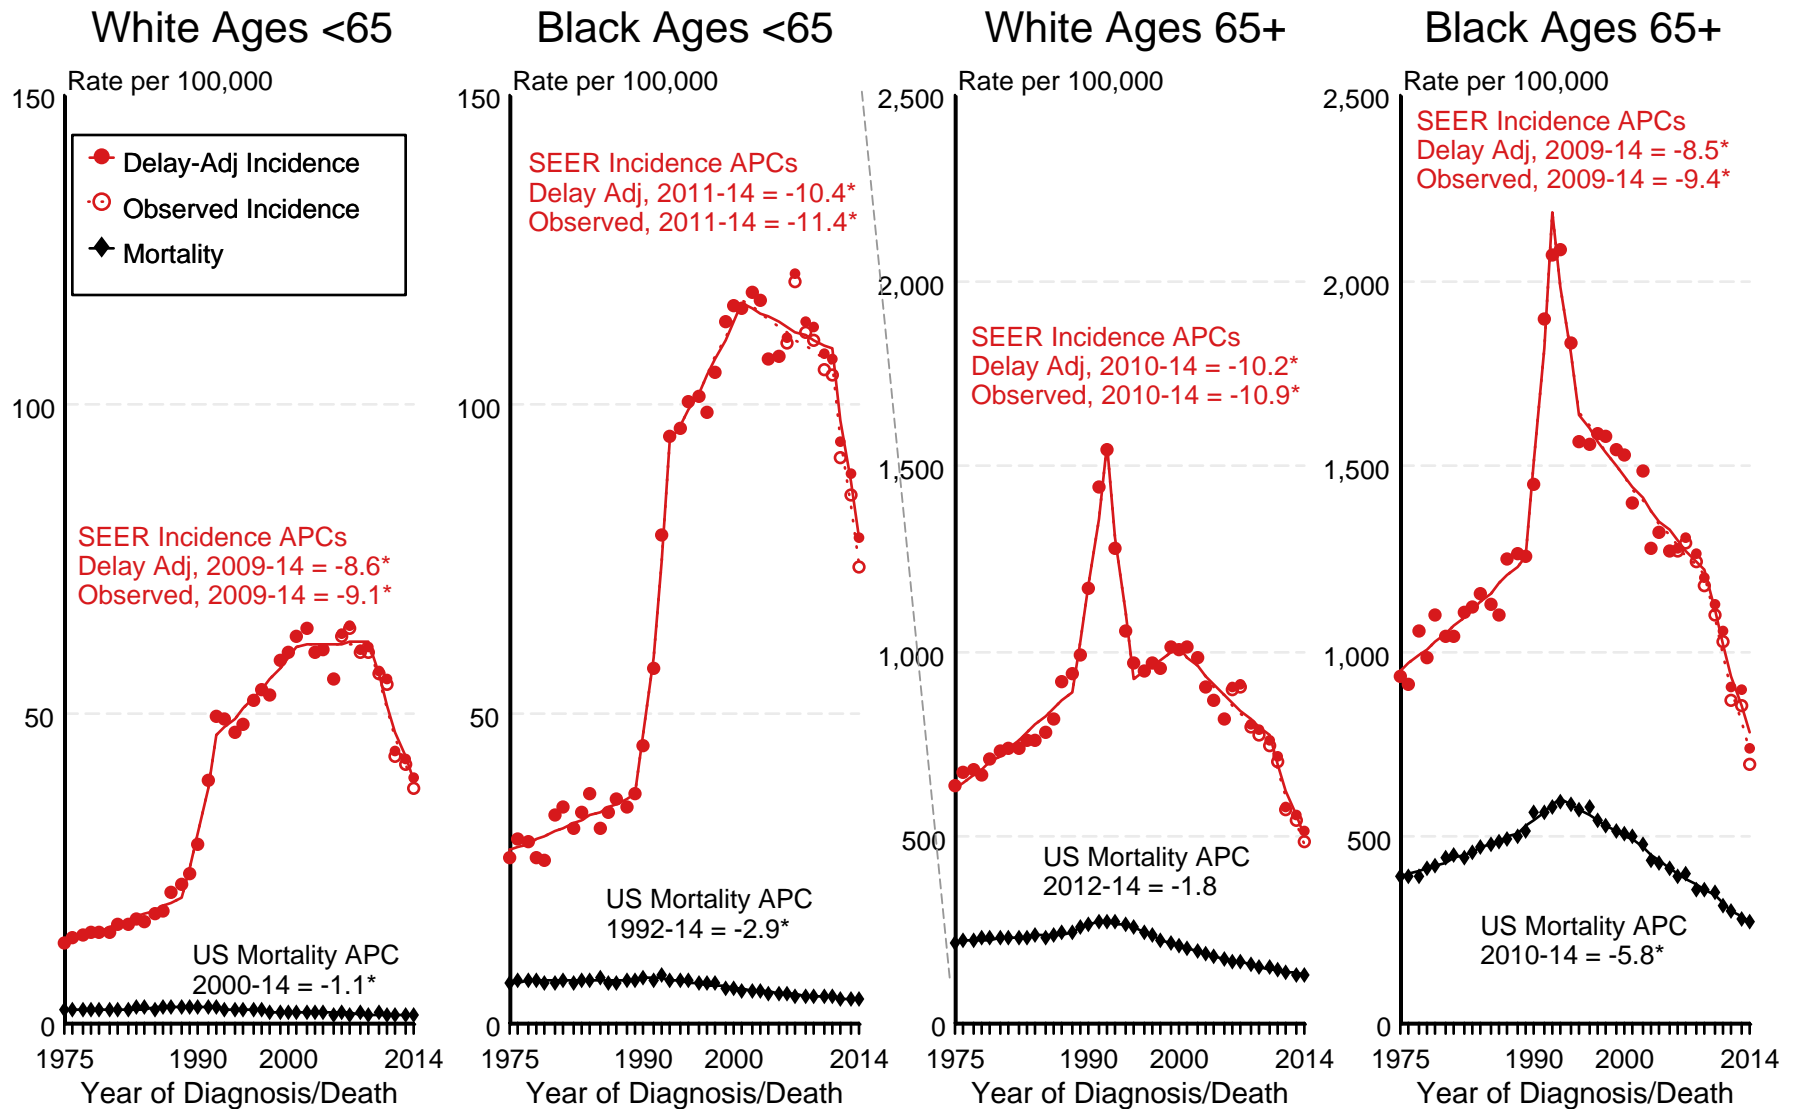 White Ages <65
Rate per 100,000
150
100
50
0
Delay-Adj Incidence
Observed Incidence
Mortality
SEER Incidence APCs
Delay Adj, 2009-14 = -8.6*
Observed, 2009-14 = -9.1*
US Mortality APC
2000-14 = -1.1*
1975 1990 2000 2014
Year of Diagnosis/Death
Black Ages <65
Rate per 100,000
150
100
50
0
SEER Incidence APCs
Delay Adj, 2011-14 = -10.4*
Observed, 2011-14 = -11.4*
US Mortality APC
1992-14 = -2.9*
1975 1990 2000 2014
Year of Diagnosis/Death
White Ages 65+
Rate per 100,000
2,500
2,000
1,500
1,000
500
0
SEER Incidence APCs
Delay Adj, 2010-14 = -10.2*
Observed, 2010-14 = -10.9*
US Mortality APC
2012-14 = -1.8
1975 1990 2000 2014
Year of Diagnosis/Death
Black Ages 65+
Rate per 100,000
2,500
2,000
1,500
1,000
500
0
SEER Incidence APCs
Delay Adj, 2009-14 = -8.5*
Observed, 2009-14 = -9.4*
US Mortality APC
2010-14 = -5.8*
1975 1990 2000 2014
Year of Diagnosis/Death